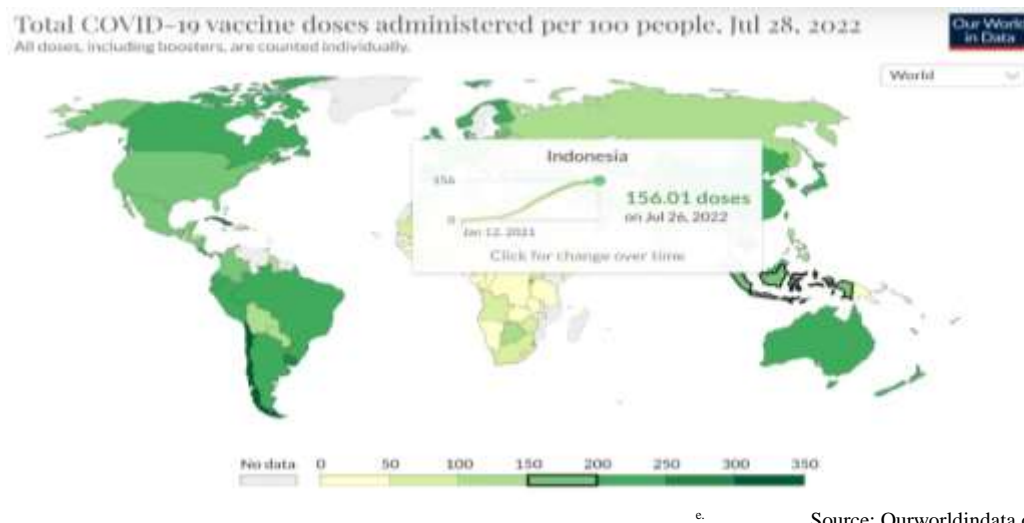 Total COVID-19 vaccine doses administered per 100 people, Jul 28, 2022
All doses, including boosters, are counted individually.
Our World
in Data
World
Indonesia
156
156.01 doses
0
on Jul 26, 2022
Jan 12, 2021
Click for change over time
No data 0 50 100 150 200 250 300 350
e.
Source: Ourworldindata.